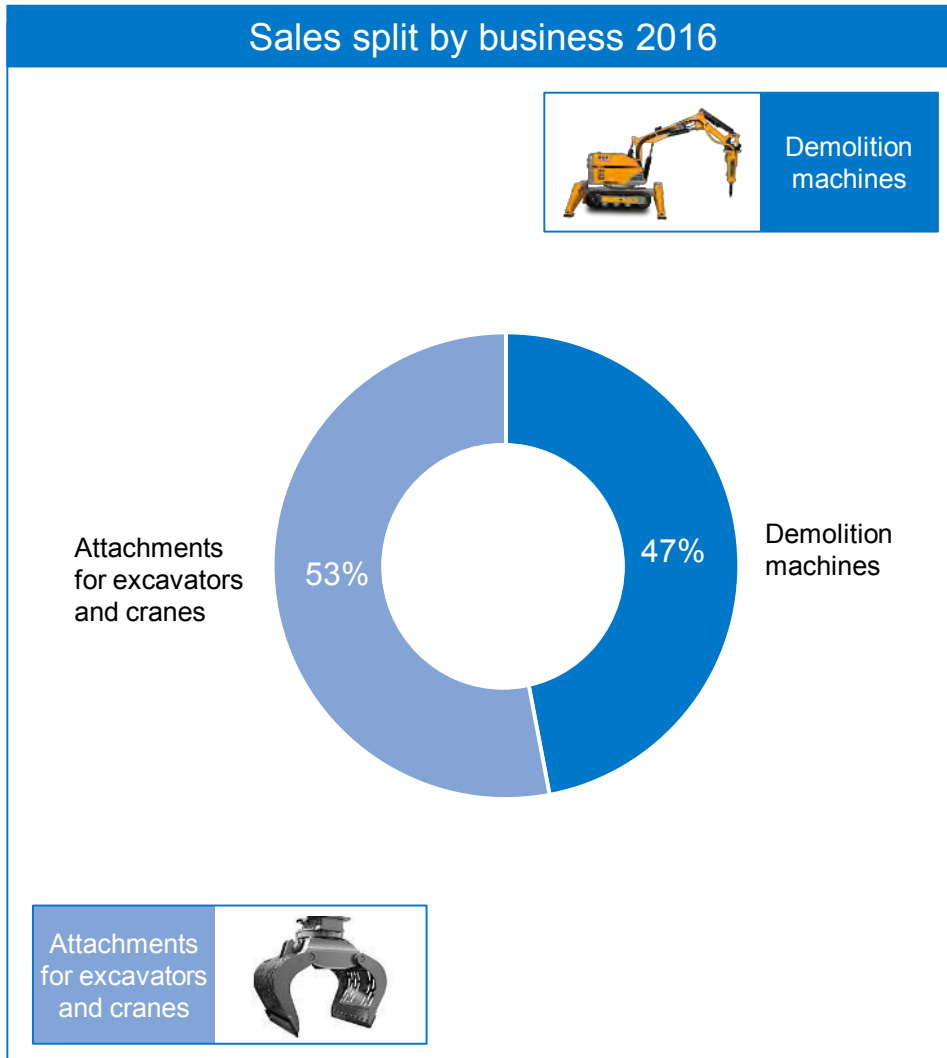 Sales split by business 2016
Demolition
machines
Attachments
for excavators
and cranes
53%
47%
Demolition
machines
Attachments
for excavators
and cranes